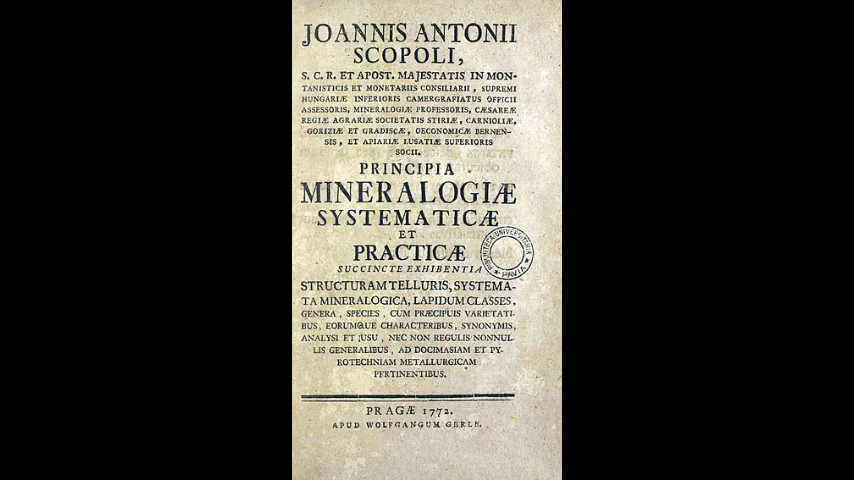 JOANNIS ANTONII
SCOPOLI,
S. C. R. ET APOST. MAJESTATIS IN MON-
TANISTICIS ET MONETARIIS CONSILIARII, SUPREMI
HUNGARIÆ INFERIORIS CAMERGRAFIATUS OFFICII
ASSESSORIS, MINERALOGIÆ PROFESSORIS, CÆSAREÆ
REGIÆ AGRARIÆ SOCIETATIS STIRIÆ, CARNIOLIÆ,
GORIZIÆ ET GRADISCÆ, OECONOMICÆ BERNEN-
SIS, ET APIARIÆ LUSATIÆ SUPERIORIS
SOCII.
PRINCIPIA
MINERALOGIÆ
SYSTEMATICÆ
ET
PRACTICÆ
SUCCINCTE EXHIBENTIA
STRUCTURAM TELLURIS, SYSTEMA-
TA MINERALOGICA, LAPIDUM CLASSES,
GENERA, SPECIES, CUM PRÆCIPUIS VARIETATI-
BUS, EORUMQUE CHARACTERIBUS, SYNONYMIS,
ANALYSI ET USU, NEC NON REGULIS NONNUL-
LIS GENERALIBUS, AD DOCIMASIAM ET PY-
ROTECHNIAM METALLURGICAM
PERTINENTIBUS.
BIBLIOTECA UNIVERSITARIA
* PAVIA *
PRAGÆ 1772.
APUD WOLFGANGUM GERLE.